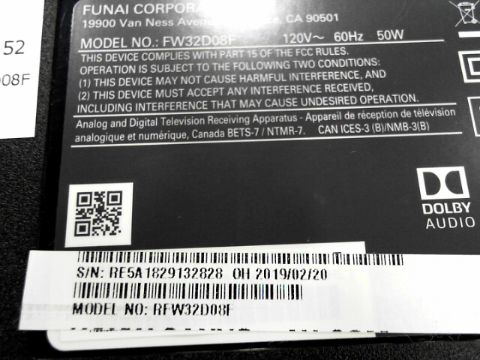 52
D08F
FUNAI CORPORA
19900 Van Ness Avenue, CA 90501
MODEL NO.: FW32D08F 120V~ 60Hz 50W
THIS DEVICE COMPLIES WITH PART 15 OF THE FCC RULES.
OPERATION IS SUBJECT TO THE FOLLOWING TWO CONDITIONS:
(1) THIS DEVICE MAY NOT CAUSE HARMFUL INTERFERENCE, AND
(2) THIS DEVICE MUST ACCEPT ANY INTERFERENCE RECEIVED,
INCLUDING INTERFERENCE THAT MAY CAUSE UNDESIRED OPERATION.
Analog and Digital Television Receiving Apparatus - Appareil de réception de télévision
analogique et numérique, Canada BETS-7 / NTMR-7. CAN ICES-3 (B)/NMB-3(B)
DOLBY
AUDIO
S/N: RE5A1829132828 OH 2019/02/20
MODEL NO: RFW32D08F